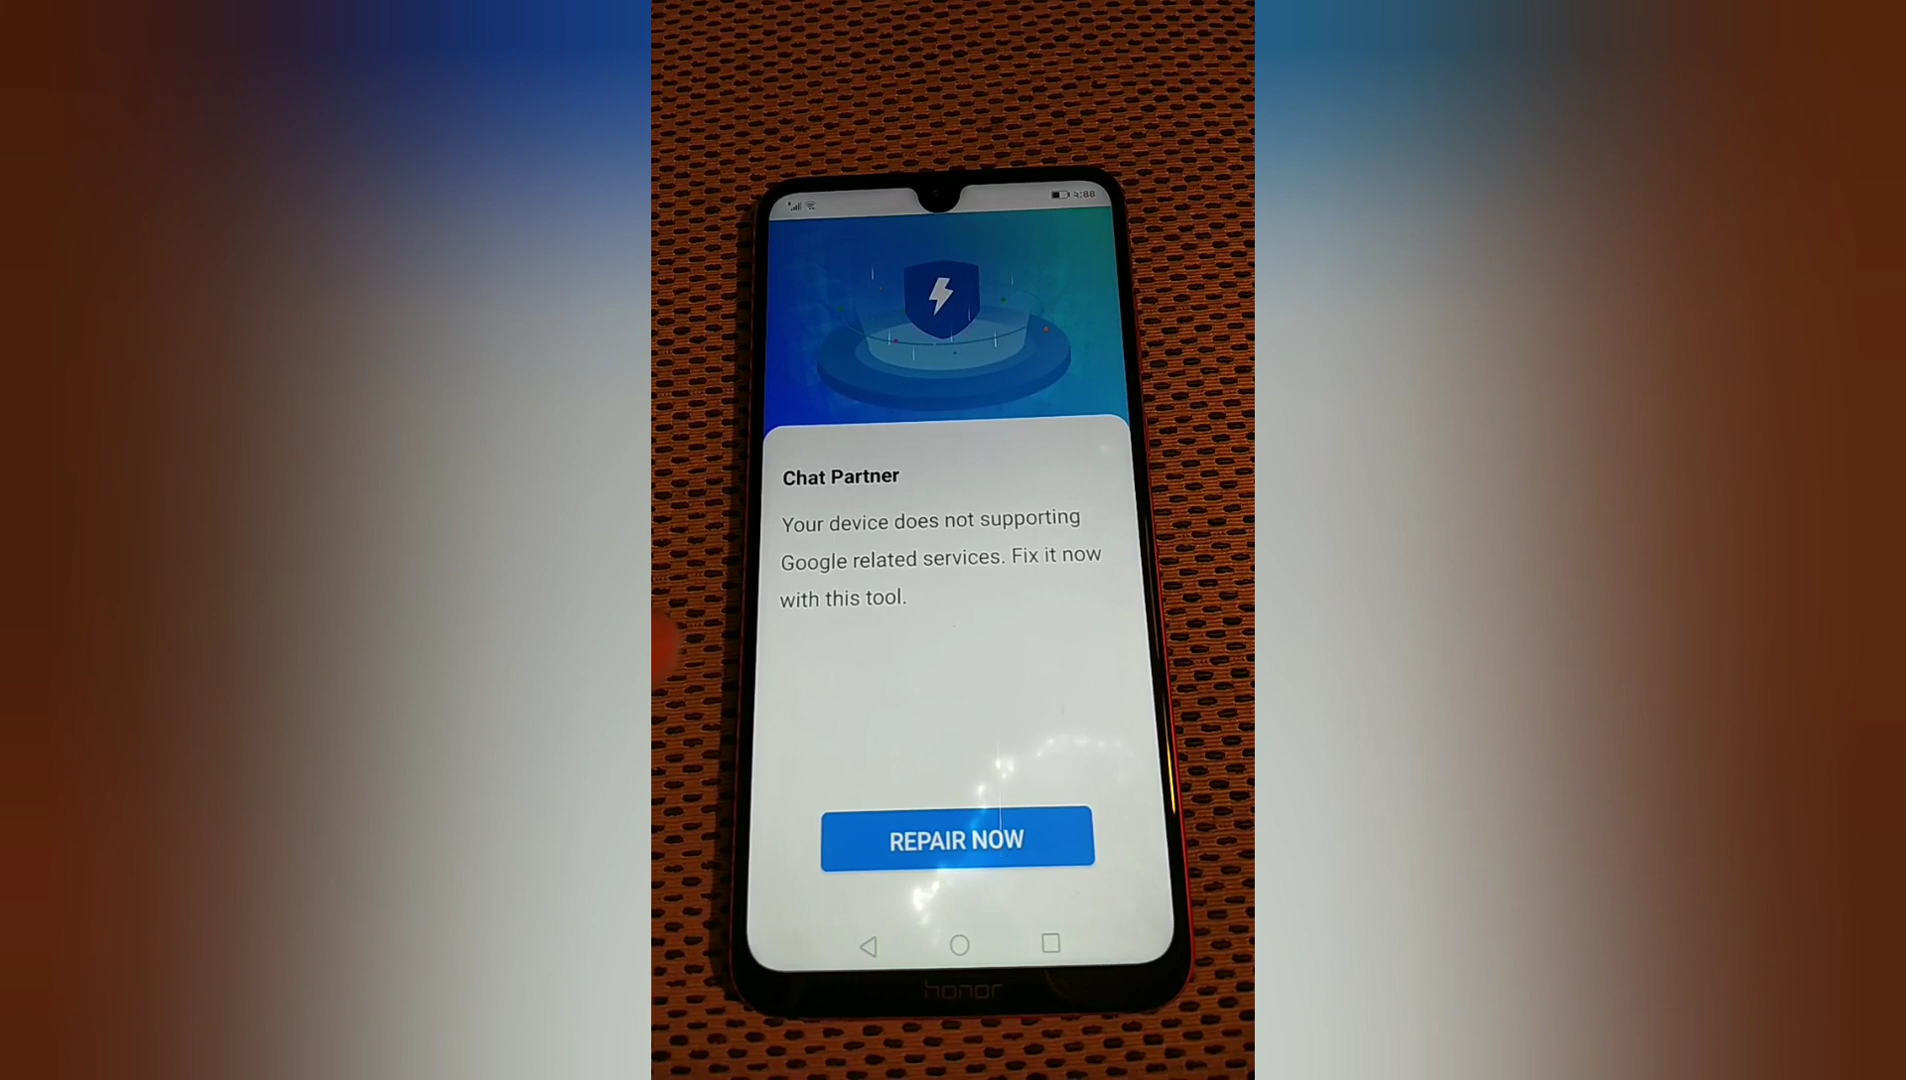 Chat Partner
Your device does not supporting
Google related services. Fix it now
with this tool.
REPAIR NOW
honor